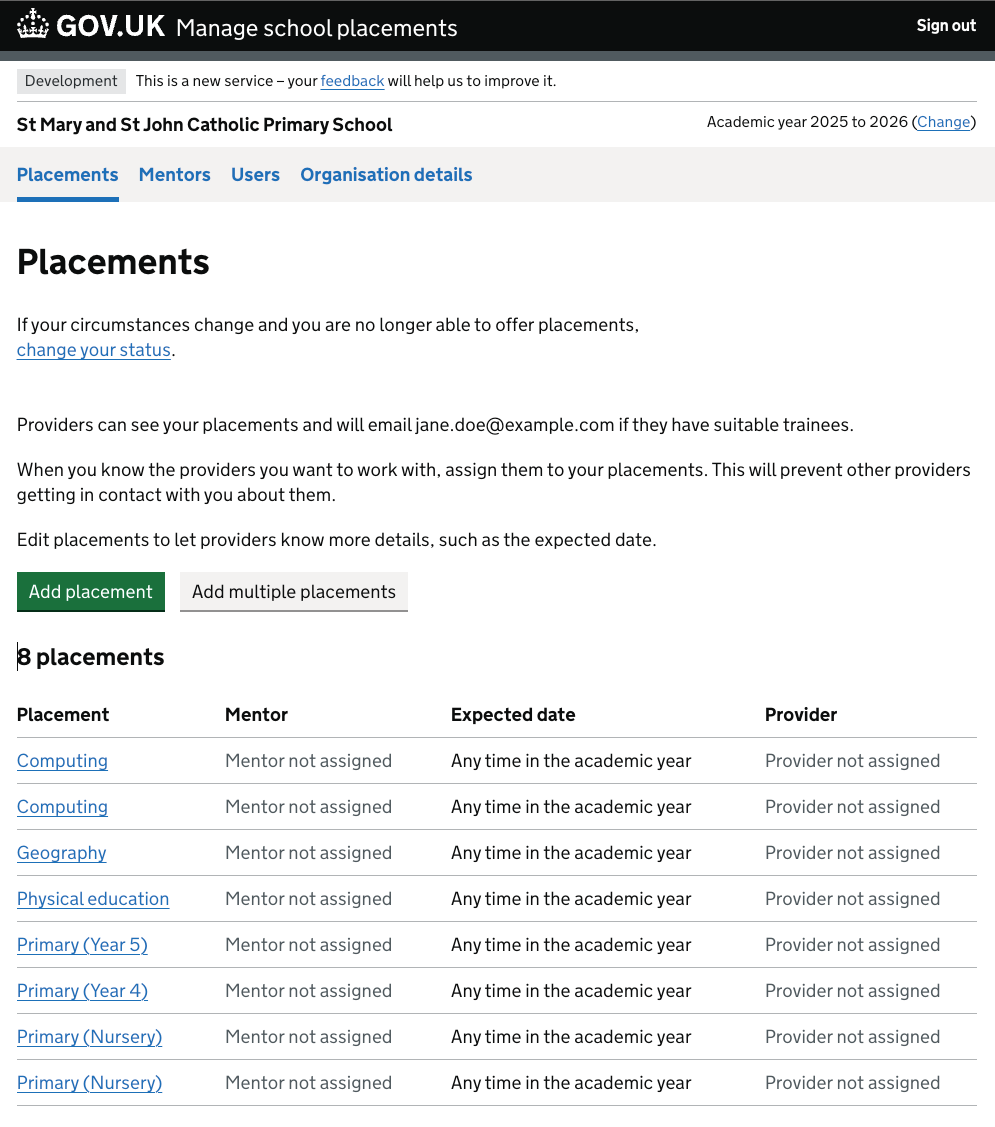 GOV.UK Manage school placements Sign out
Development This is a new service – your feedback will help us to improve it.
St Mary and St John Catholic Primary School Academic year 2025 to 2026 (Change)
Placements Mentors Users Organisation details
Placements
If your circumstances change and you are no longer able to offer placements,
change your status.
Providers can see your placements and will email jane.doe@example.com if they have suitable trainees.
When you know the providers you want to work with, assign them to your placements. This will prevent other providers
getting in contact with you about them.
Edit placements to let providers know more details, such as the expected date.
Add placement Add multiple placements
8 placements
Placement Mentor Expected date Provider
Computing Mentor not assigned Any time in the academic year Provider not assigned
Computing Mentor not assigned Any time in the academic year Provider not assigned
Geography Mentor not assigned Any time in the academic year Provider not assigned
Physical education Mentor not assigned Any time in the academic year Provider not assigned
Primary (Year 5) Mentor not assigned Any time in the academic year Provider not assigned
Primary (Year 4) Mentor not assigned Any time in the academic year Provider not assigned
Primary (Nursery) Mentor not assigned Any time in the academic year Provider not assigned
Primary (Nursery) Mentor not assigned Any time in the academic year Provider not assigned